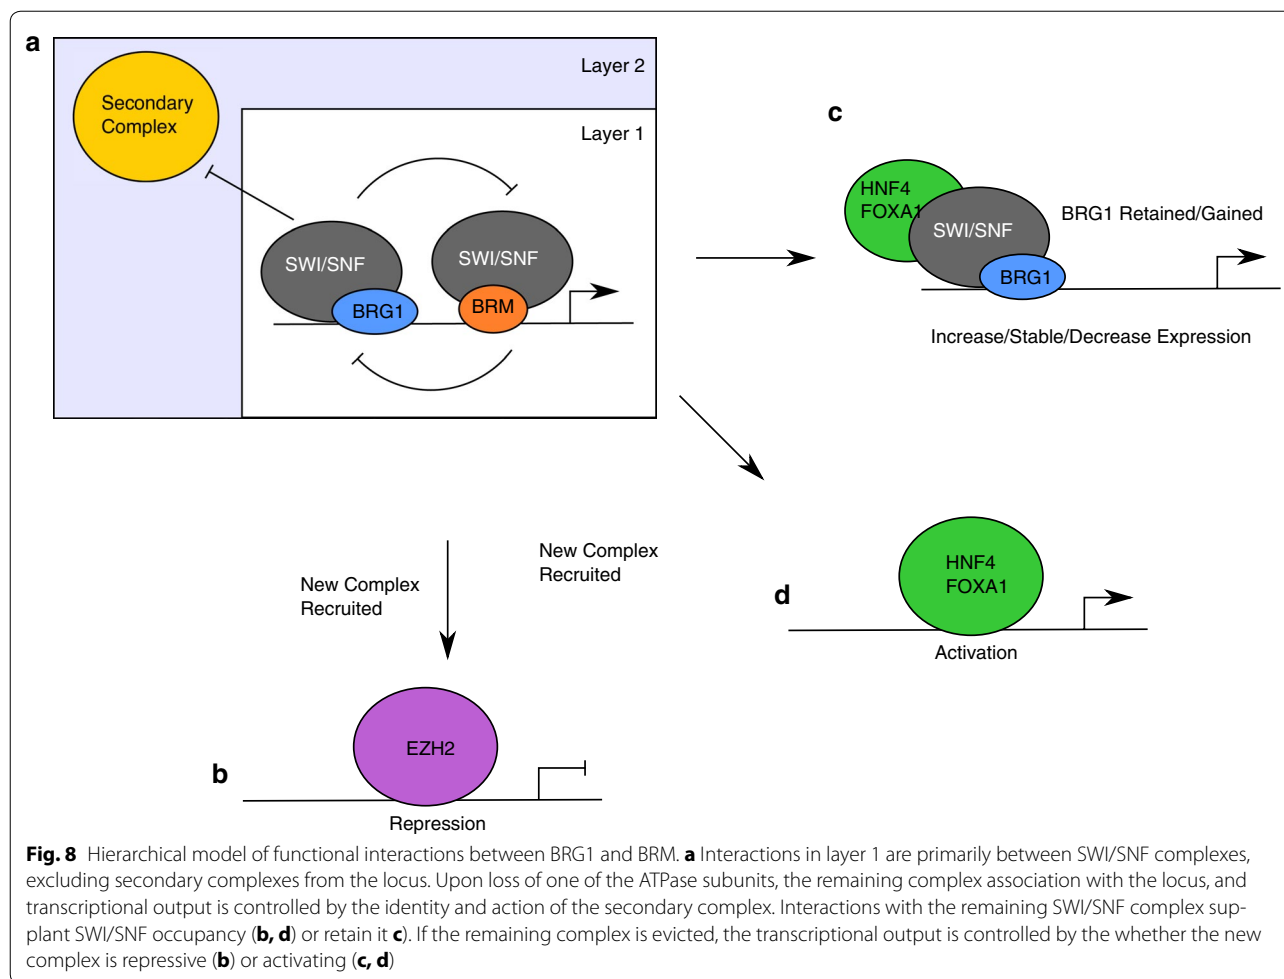 a
Layer 2
Secondary
Complex
Layer 1
SWI/SNF
SWI/SNF
BRG1
BRM
c
HNF4
FOXA1
SWI/SNF
BRG1 Retained/Gained
BRG1
Increase/Stable/Decrease Expression
New Complex
Recruited
New Complex
Recruited
d
HNF4
FOXA1
Activation
b
EZH2
Repression
Fig. 8 Hierarchical model of functional interactions between BRG1 and BRM. a Interactions in layer 1 are primarily between SWI/SNF complexes,
excluding secondary complexes from the locus. Upon loss of one of the ATPase subunits, the remaining complex association with the locus, and
transcriptional output is controlled by the identity and action of the secondary complex. Interactions with the remaining SWI/SNF complex sup-
plant SWI/SNF occupancy (b, d) or retain it c). If the remaining complex is evicted, the transcriptional output is controlled by the whether the new
complex is repressive (b) or activating (c, d)